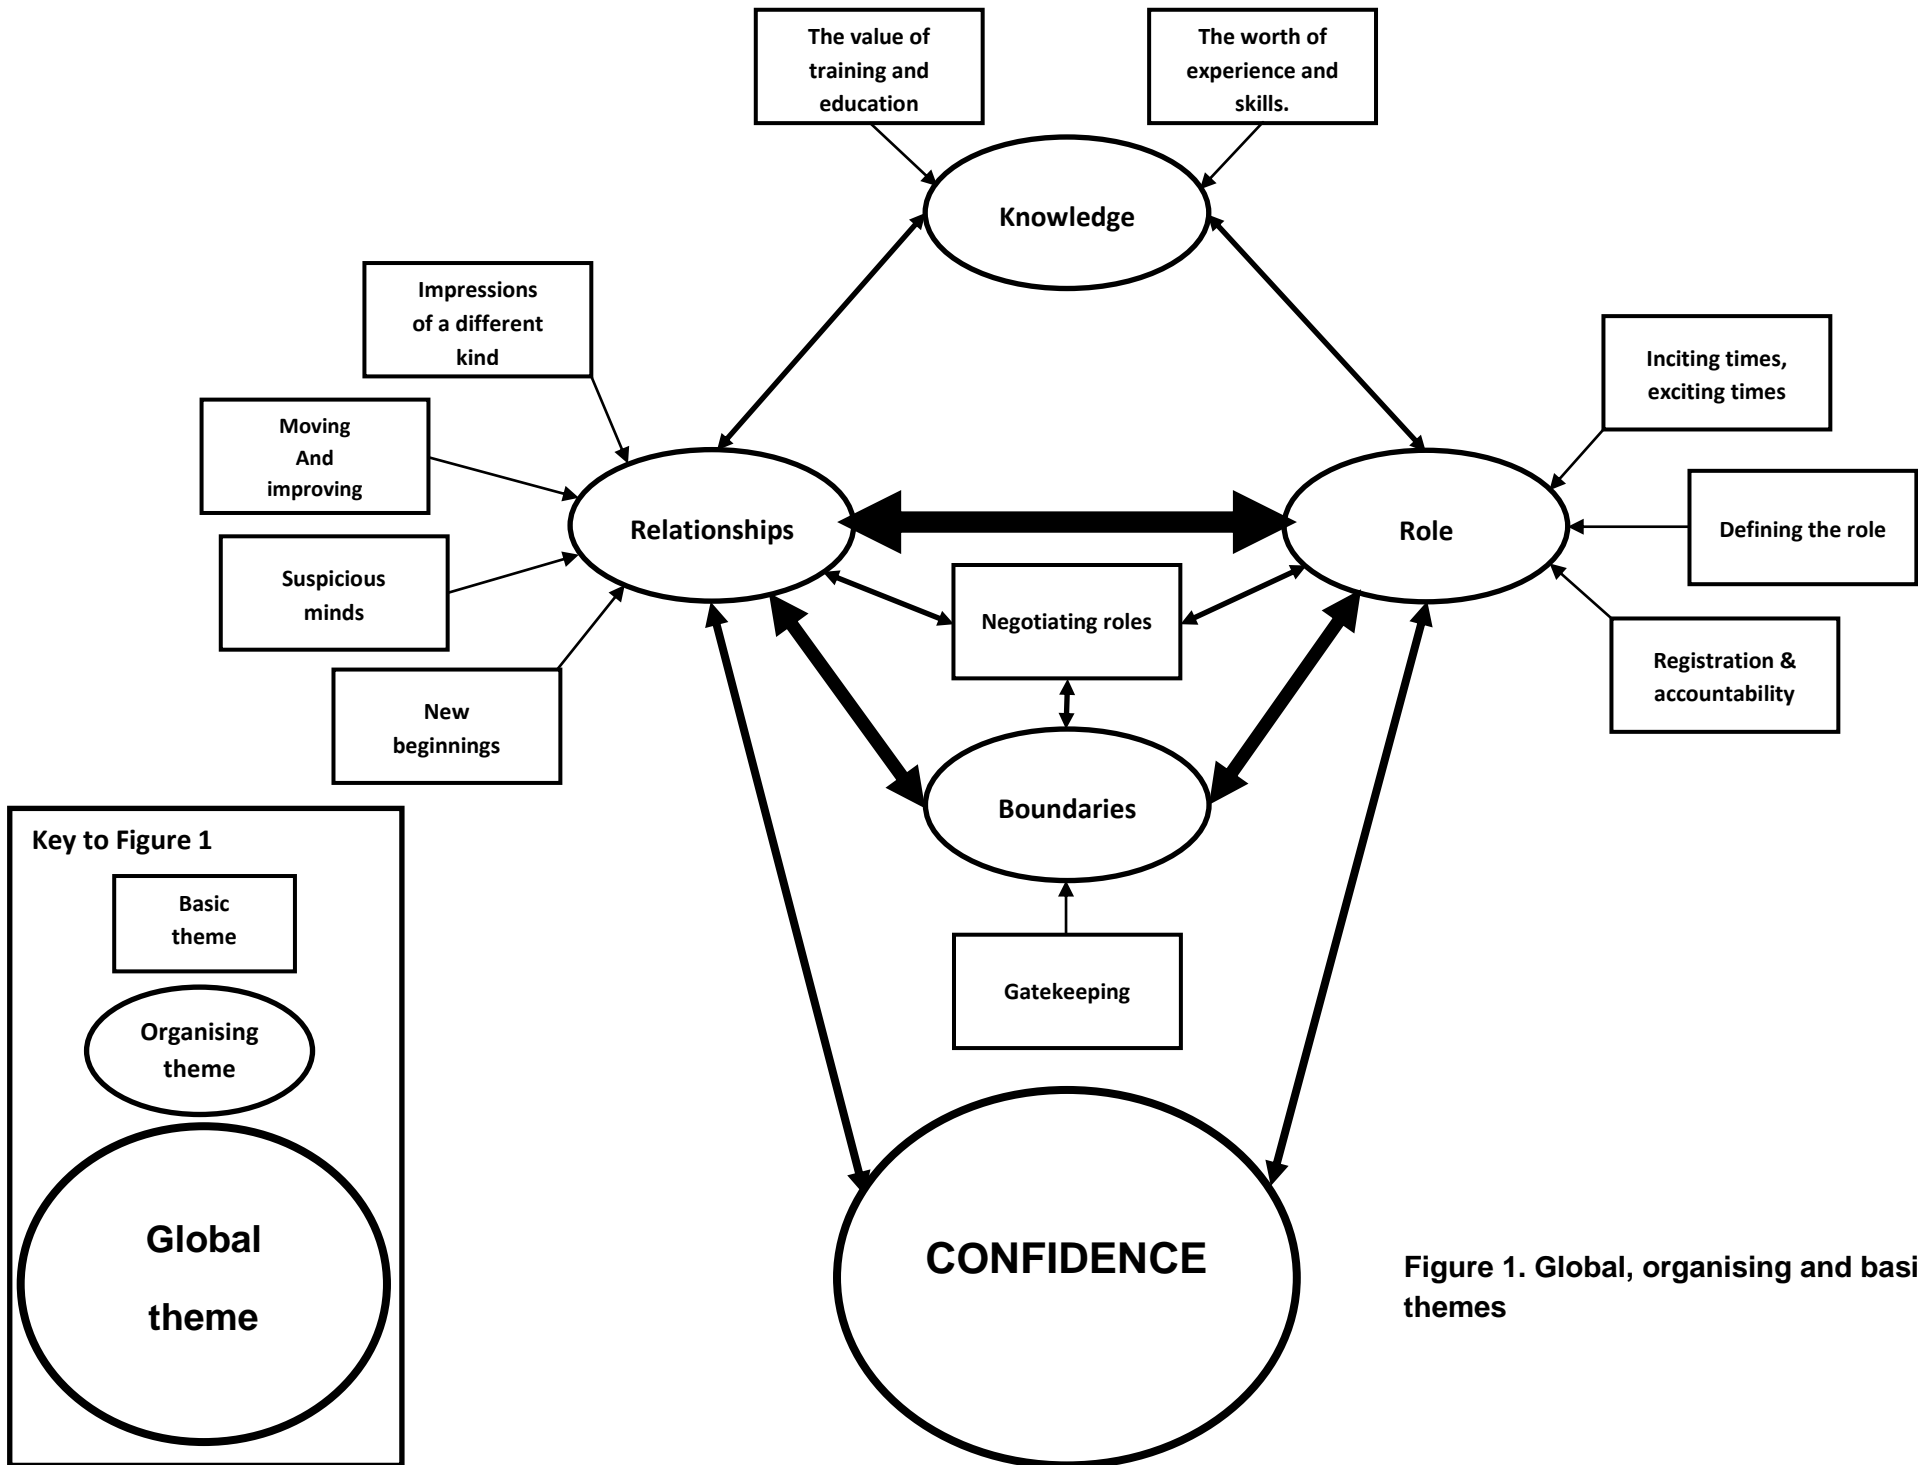 The value of
training and
education
The worth of
experience and
skills.
Knowledge
Impressions
of a different
kind
Inciting times,
exciting times
Moving
And
improving
Relationships
Role
Defining the role
Suspicious
minds
Negotiating roles
Registration &
accountability
New
beginnings
Boundaries
Key to Figure 1
Basic
theme
Gatekeeping
Organising
theme
Global
theme
CONFIDENCE
Figure 1. Global, organising and basi
themes